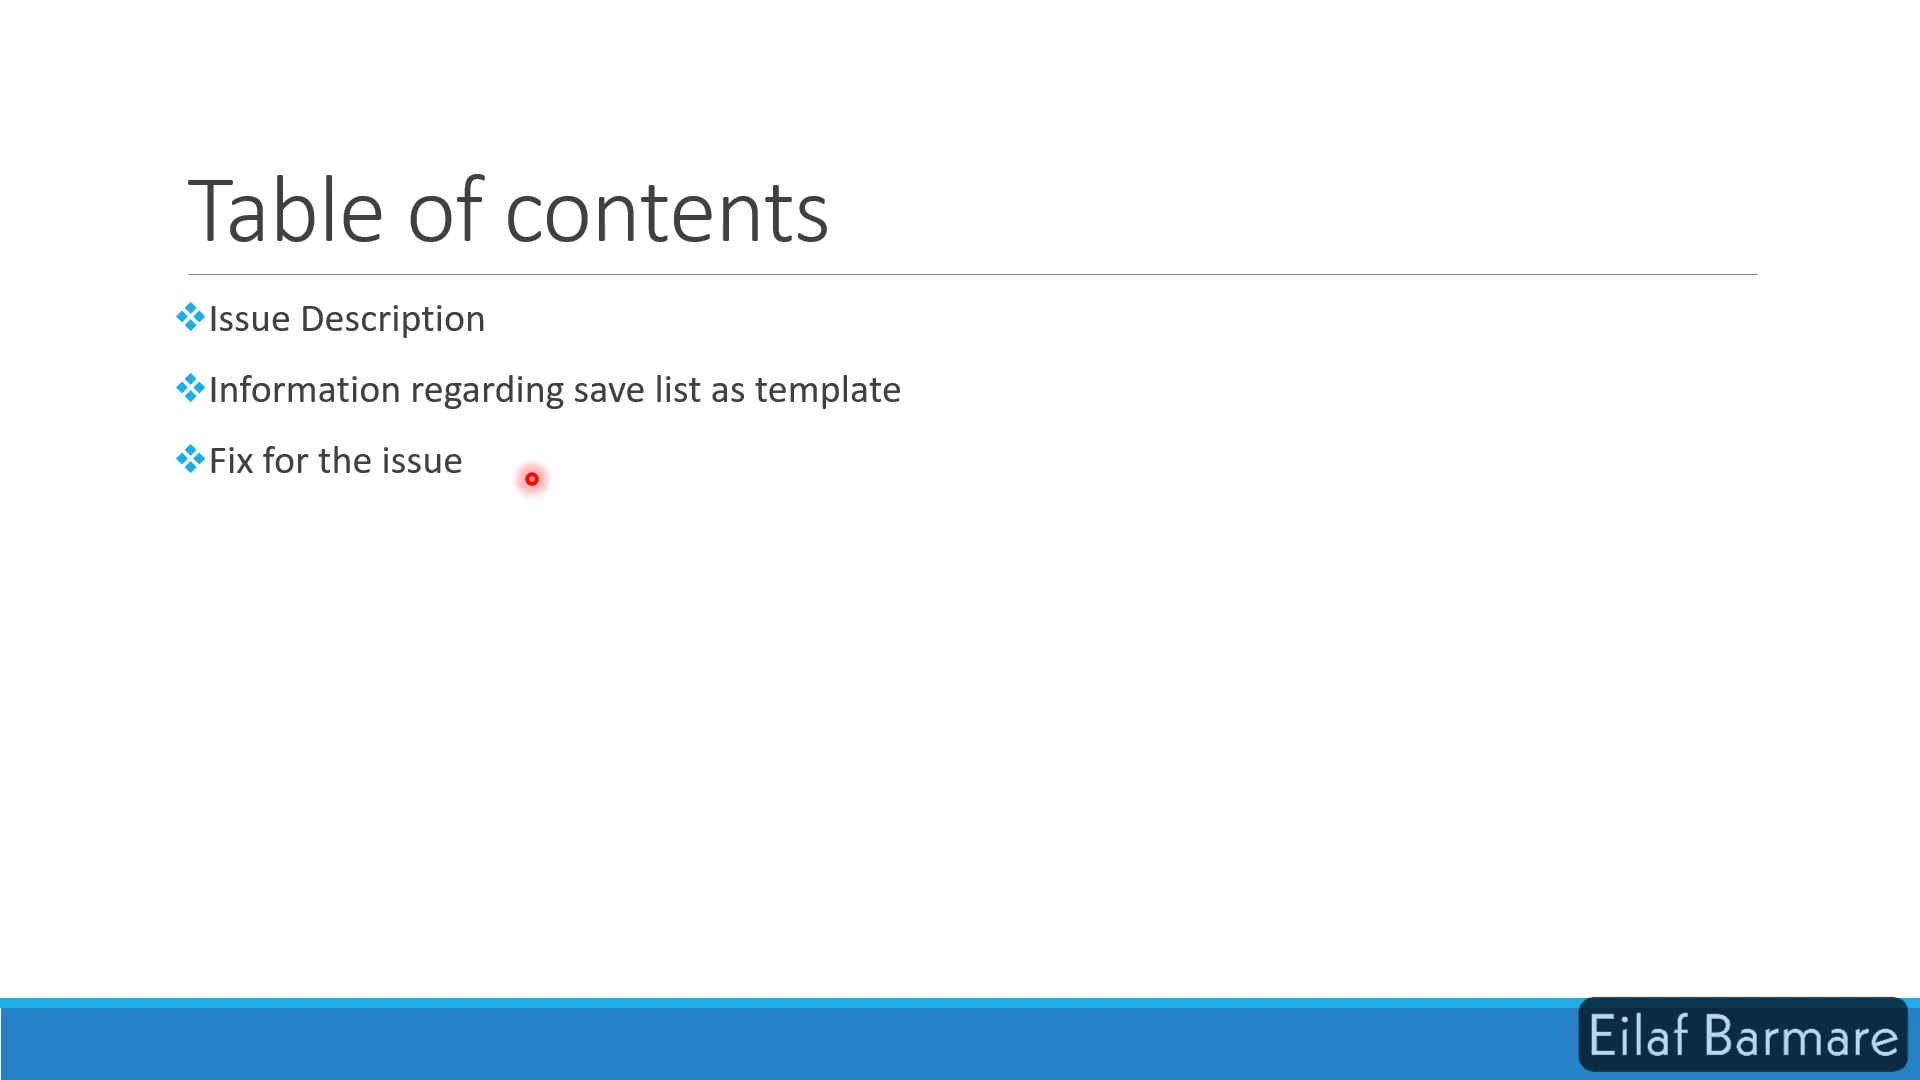 Table of contents
Issue Description
Information regarding save list as template
Fix for the issue
Eilaf Barmare